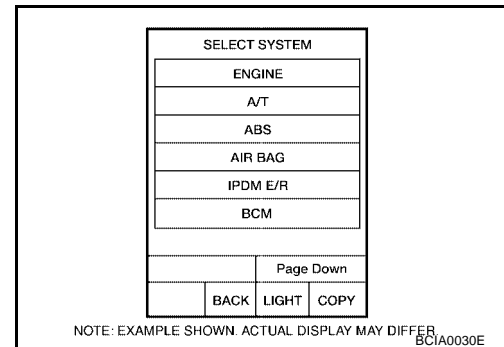 SELECT SYSTEM
ENGINE
A/T
ABS
AIR BAG
IPDM E/R
BCM
Page Down
BACK LIGHT COPY
NOTE: EXAMPLE SHOWN. ACTUAL DISPLAY MAY DIFFER.
BCIA0030E